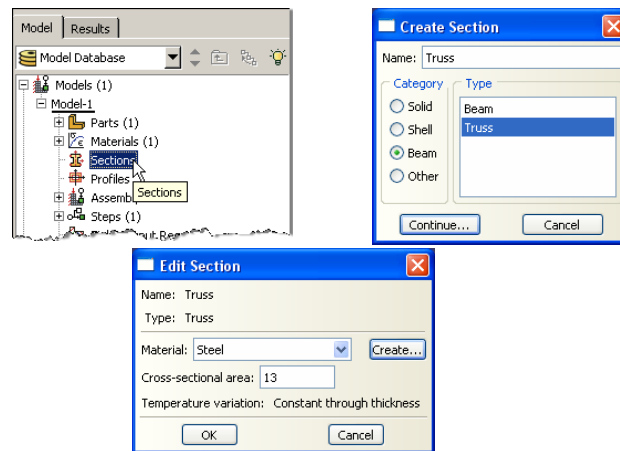 Model
Results
Model Database
Models (1)
Model-1
Parts (1)
Materials (1)
Sections
Profiles
Sections
Assemb
Steps (1)
Create Section
Name: Truss
Category
Solid
Shell
Beam
Other
Type
Beam
Truss
Continue...
Cancel
Edit Section
Name: Truss
Type: Truss
Material: Steel
Create...
Cross-sectional area: 13
Temperature variation: Constant through thickness
OK
Cancel